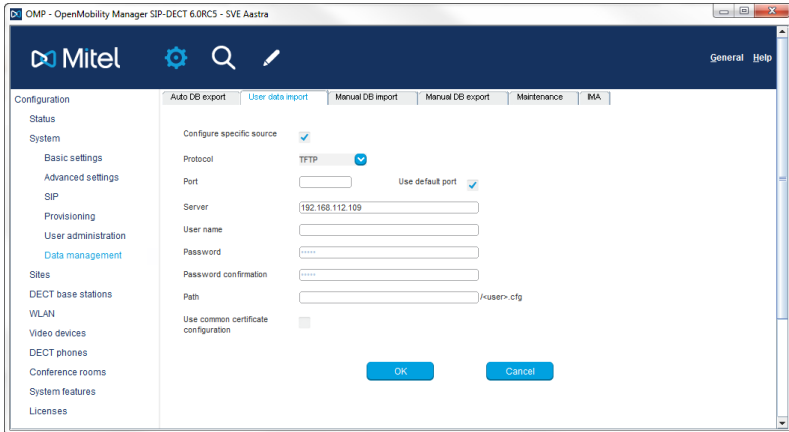 OMP - OpenMobility Manager SIP-DECT 6.0RC5 - SVE Aastra
Mitel
General Help
Configuration
Status
System
Basic settings
Advanced settings
SIP
Provisioning
User administration
Data management
Sites
DECT base stations
WLAN
Video devices
DECT phones
Conference rooms
System features
Licenses
Auto DB export User data import Manual DB import Manual DB export Maintenance IMA
Configure specific source
Protocol TFTP
Port Use default port
Server 192.168.112.109
User name
Password *****
Password confirmation *****
Path /<user>.cfg
Use common certificate
configuration
OK Cancel